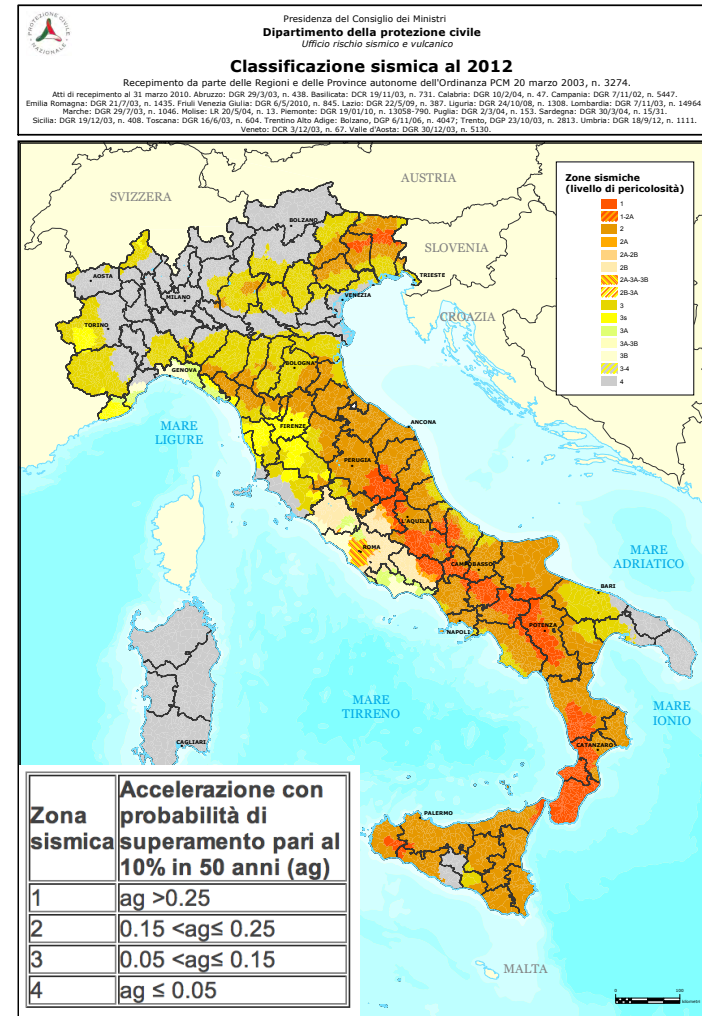 PROTEZIONE CIVILE
NAZIONALE
Presidenza del Consiglio dei Ministri
Dipartimento della protezione civile
Ufficio rischio sismico e vulcanico
Classificazione sismica al 2012
Recepimento da parte delle Regioni e delle Province autonome dell'Ordinanza PCM 20 marzo 2003, n. 3274.
Atti di recepimento al 31 marzo 2010. Abruzzo: DGR 29/3/03, n. 438. Basilicata: DCR 19/11/03, n. 731. Calabria: DGR 10/2/04, n. 47. Campania: DGR 7/11/02, n. 5447.
Emilia Romagna: DGR 21/7/03, n. 1435. Friuli Venezia Giulia: DGR 6/5/2010, n. 845. Lazio: DGR 22/5/09, n. 387. Liguria: DGR 24/10/08, n. 1308. Lombardia: DGR 7/11/03, n. 14964
Marche: DGR 29/7/03, n. 1046. Molise: LR 20/5/04, n. 13. Piemonte: DGR 19/01/10, n. 13058-790. Puglia: DGR 2/3/04, n. 153. Sardegna: DGR 30/3/04, n. 15/31.
Sicilia: DGR 19/12/03, n. 408. Toscana: DGR 16/6/03, n. 604. Trentino Alto Adige: Bolzano, DGP 6/11/06, n. 4047; Trento, DGP 23/10/03, n. 2813. Umbria: DGR 18/9/12, n. 1111.
Veneto: DCR 3/12/03, n. 67. Valle d'Aosta: DGR 30/12/03, n. 5130.
Zone sismiche
(livello di pericolosità)
1
1-2A
2
2A
2A-2B
2B
2A-3A-3B
2B-3A
3
3s
3A
3A-3B
3B
3-4
4
AUSTRIA
SVIZZERA
BOLZANO
SLOVENIA
AOSTA
TRIESTE
MILANO
VENEZIA
CROAZIA
TORINO
BOLOGNA
GENOVA
MARE
LIGURE
FIRENZE
ANCONA
PERUGIA
L'AQUILA
ROMA
MARE
ADRIATICO
CAMPOBASSO
BARI
NAPOLI
POTENZA
MARE
TIRRENO
MARE
IONIO
CAGLIARI
CATANZARO
PALERMO
MALTA
Zona
sismica
Accelerazione con
probabilità di
superamento pari al
10% in 50 anni (ag)
1 ag >0.25
2 0.15 <ag≤ 0.25
3 0.05 <ag≤ 0.15
4 ag ≤ 0.05